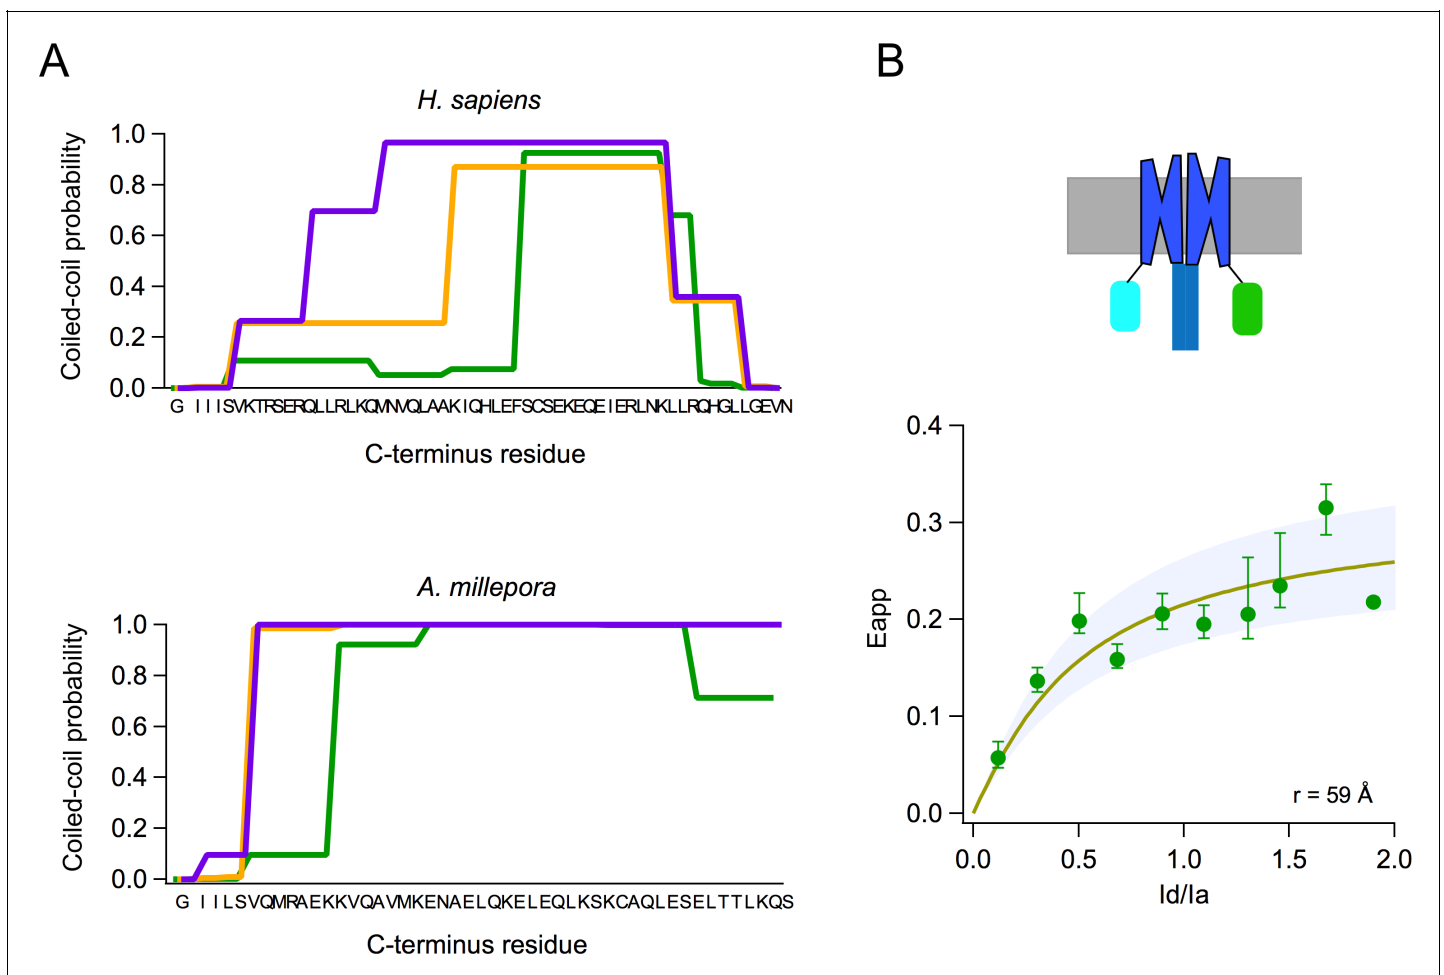 A
H. sapiens
Coiled-coil probability
1.0
0.8
0.6
0.4
0.2
0.0
G IIISVKTRSERQLLRLKQMNVQLAAKIQHLEFSCSEKEQEIERLNKLLRQHGLLGEVN
C-terminus residue
A. millepora
Coiled-coil probability
1.0
0.8
0.6
0.4
0.2
0.0
G IILSVQMRAEKKVQAVMKENAELQKELEQLKSKCAQLESELTTLKQS
C-terminus residue
B
Eapp
0.4
0.3
0.2
0.1
0.0
r = 59 Å
0.0 0.5 1.0 1.5 2.0
Id/Ia